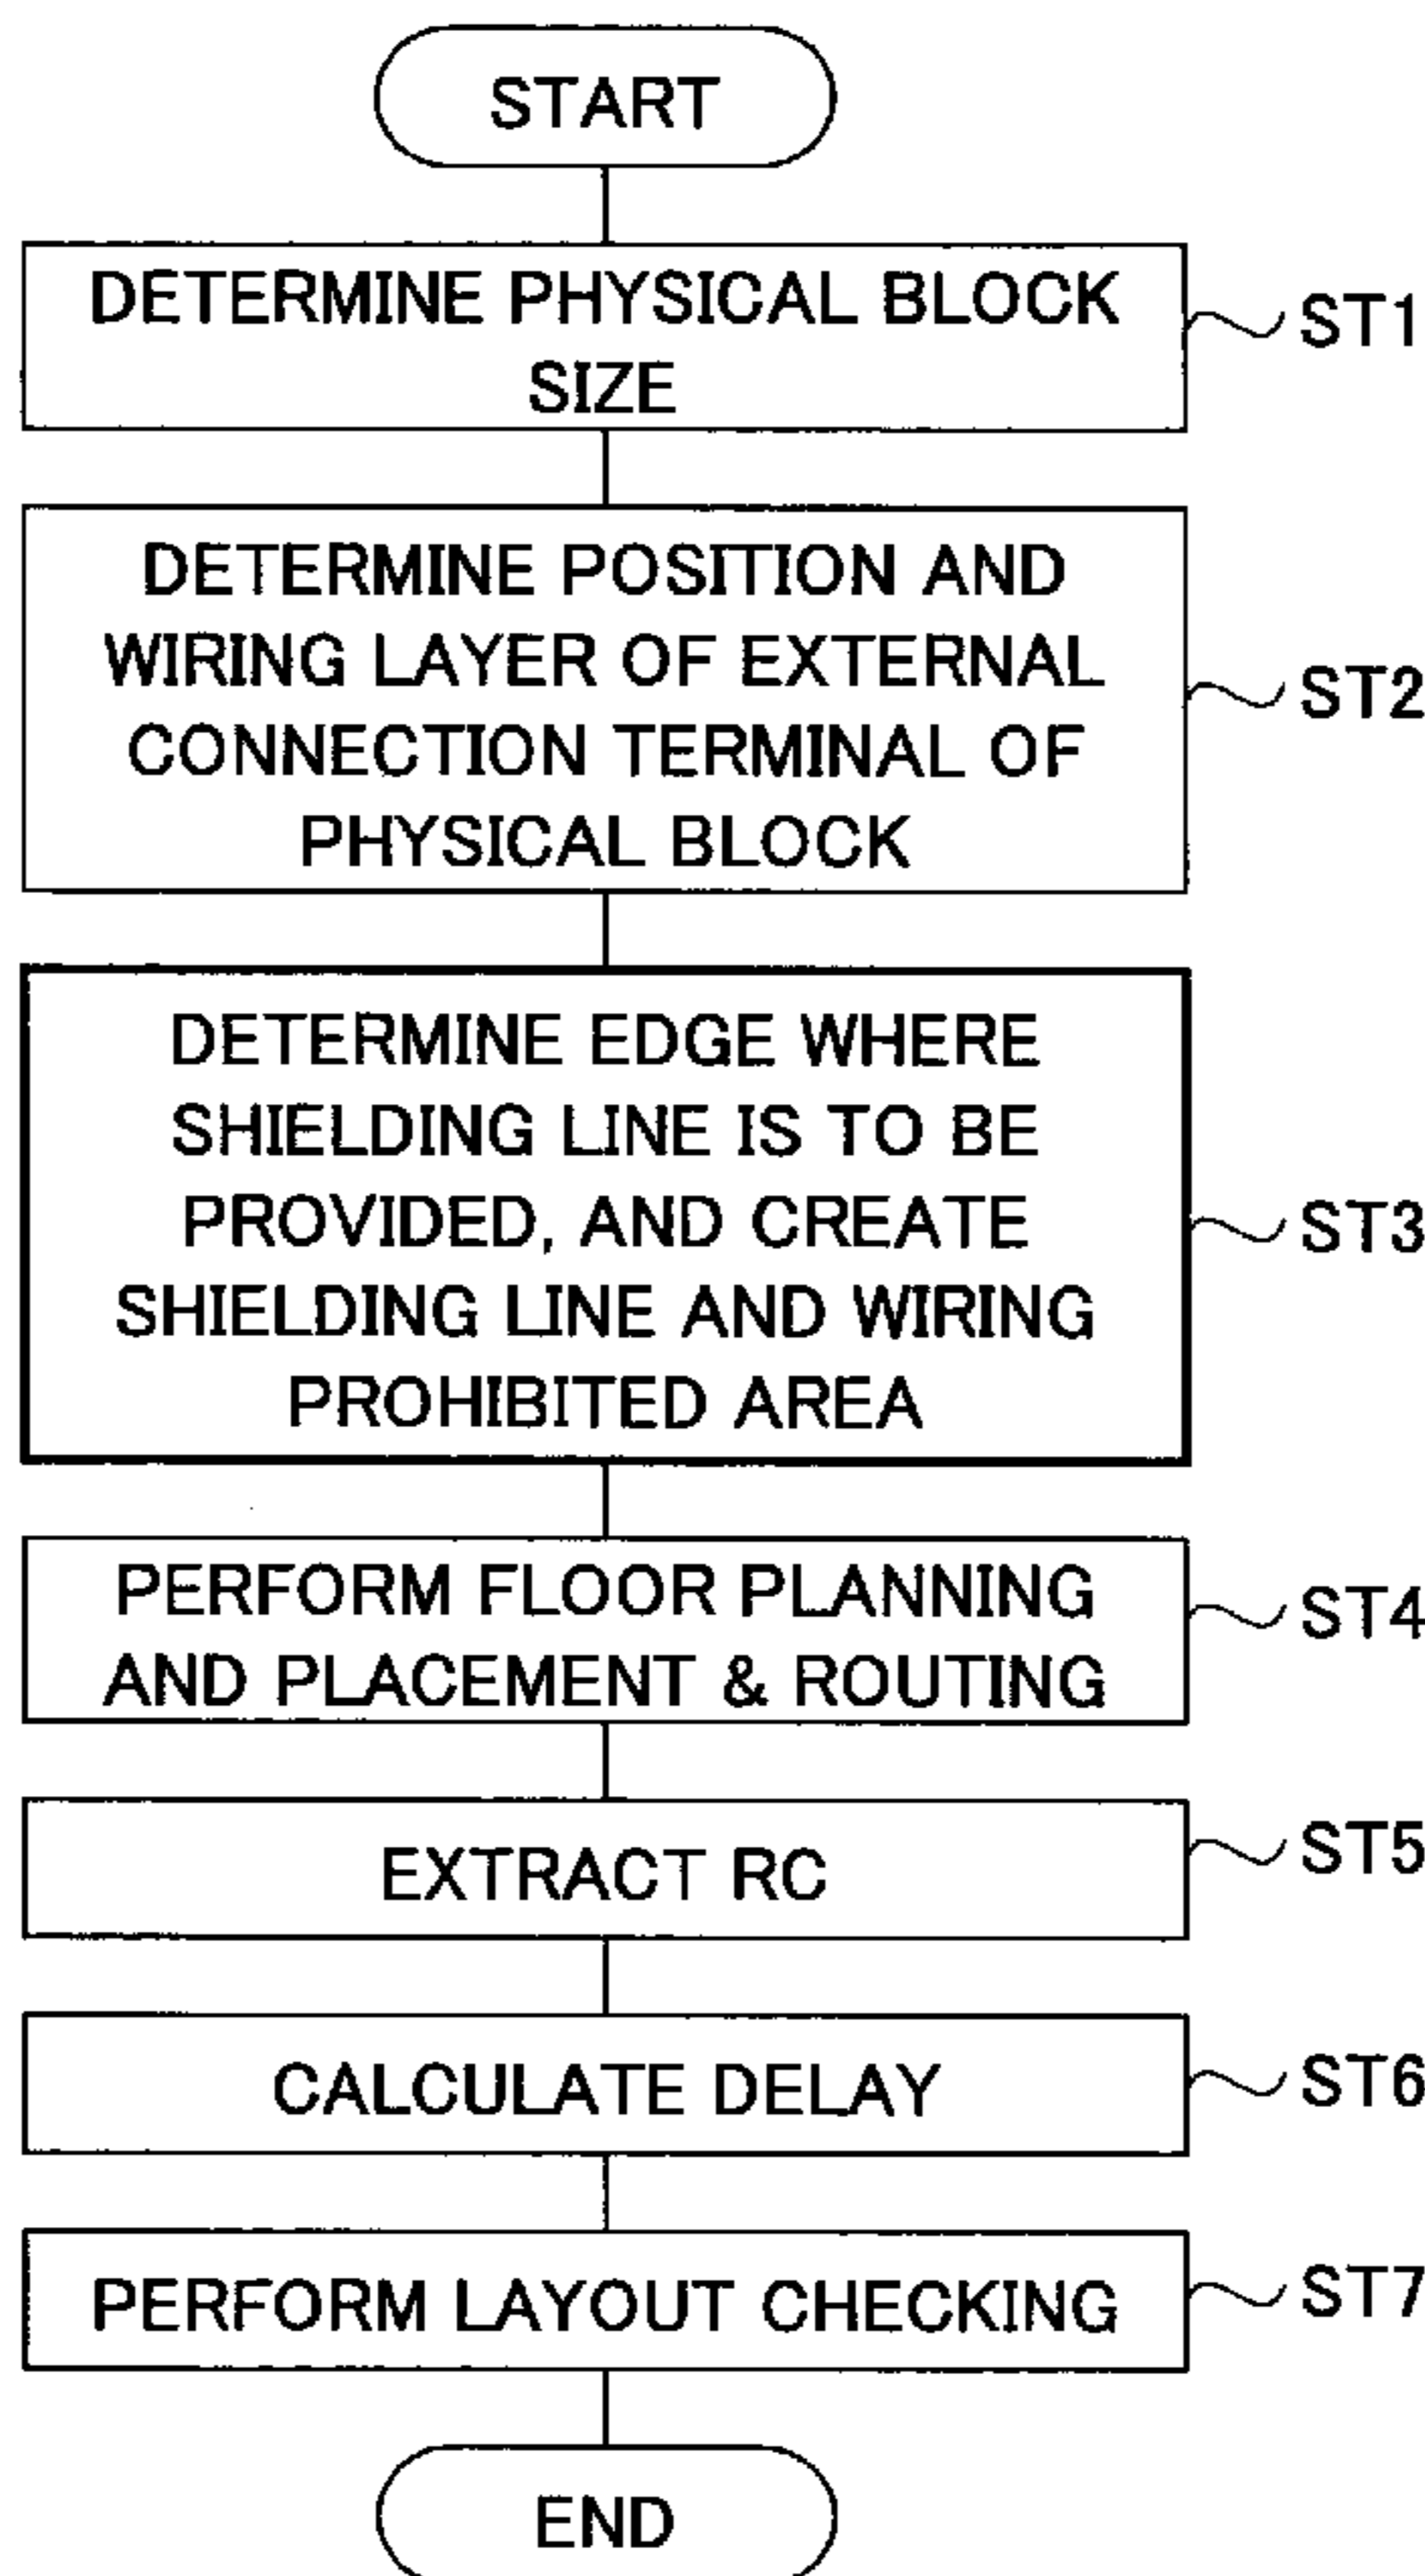 START
DETERMINE PHYSICAL BLOCK
SIZE
ST1
DETERMINE POSITION AND
WIRING LAYER OF EXTERNAL
CONNECTION TERMINAL OF
PHYSICAL BLOCK
ST2
DETERMINE EDGE WHERE
SHIELDING LINE IS TO BE
PROVIDED, AND CREATE
SHIELDING LINE AND WIRING
PROHIBITED AREA
ST3
PERFORM FLOOR PLANNING
AND PLACEMENT & ROUTING
ST4
EXTRACT RC
ST5
CALCULATE DELAY
ST6
PERFORM LAYOUT CHECKING
ST7
END